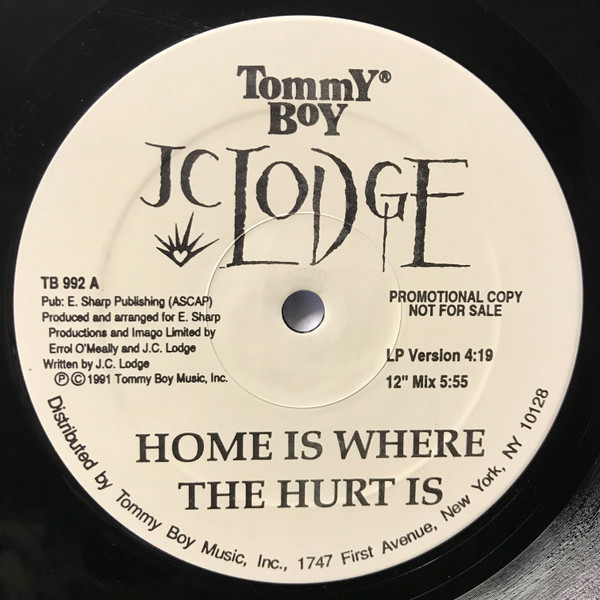 Tommy® Boy
JC LODGE
TB 992 A
Pub: E. Sharp Publishing (ASCAP)
Produced and arranged for E. Sharp
Productions and Imago Limited by
Errol O'Meally and J.C. Lodge
Written by J.C. Lodge
Ⓟ © 1991 Tommy Boy Music, Inc.
PROMOTIONAL COPY
NOT FOR SALE
LP Version 4:19
12" Mix 5:55
HOME IS WHERE
THE HURT IS
Distributed by Tommy Boy Music, Inc., 1747 First Avenue, New York, NY 10128